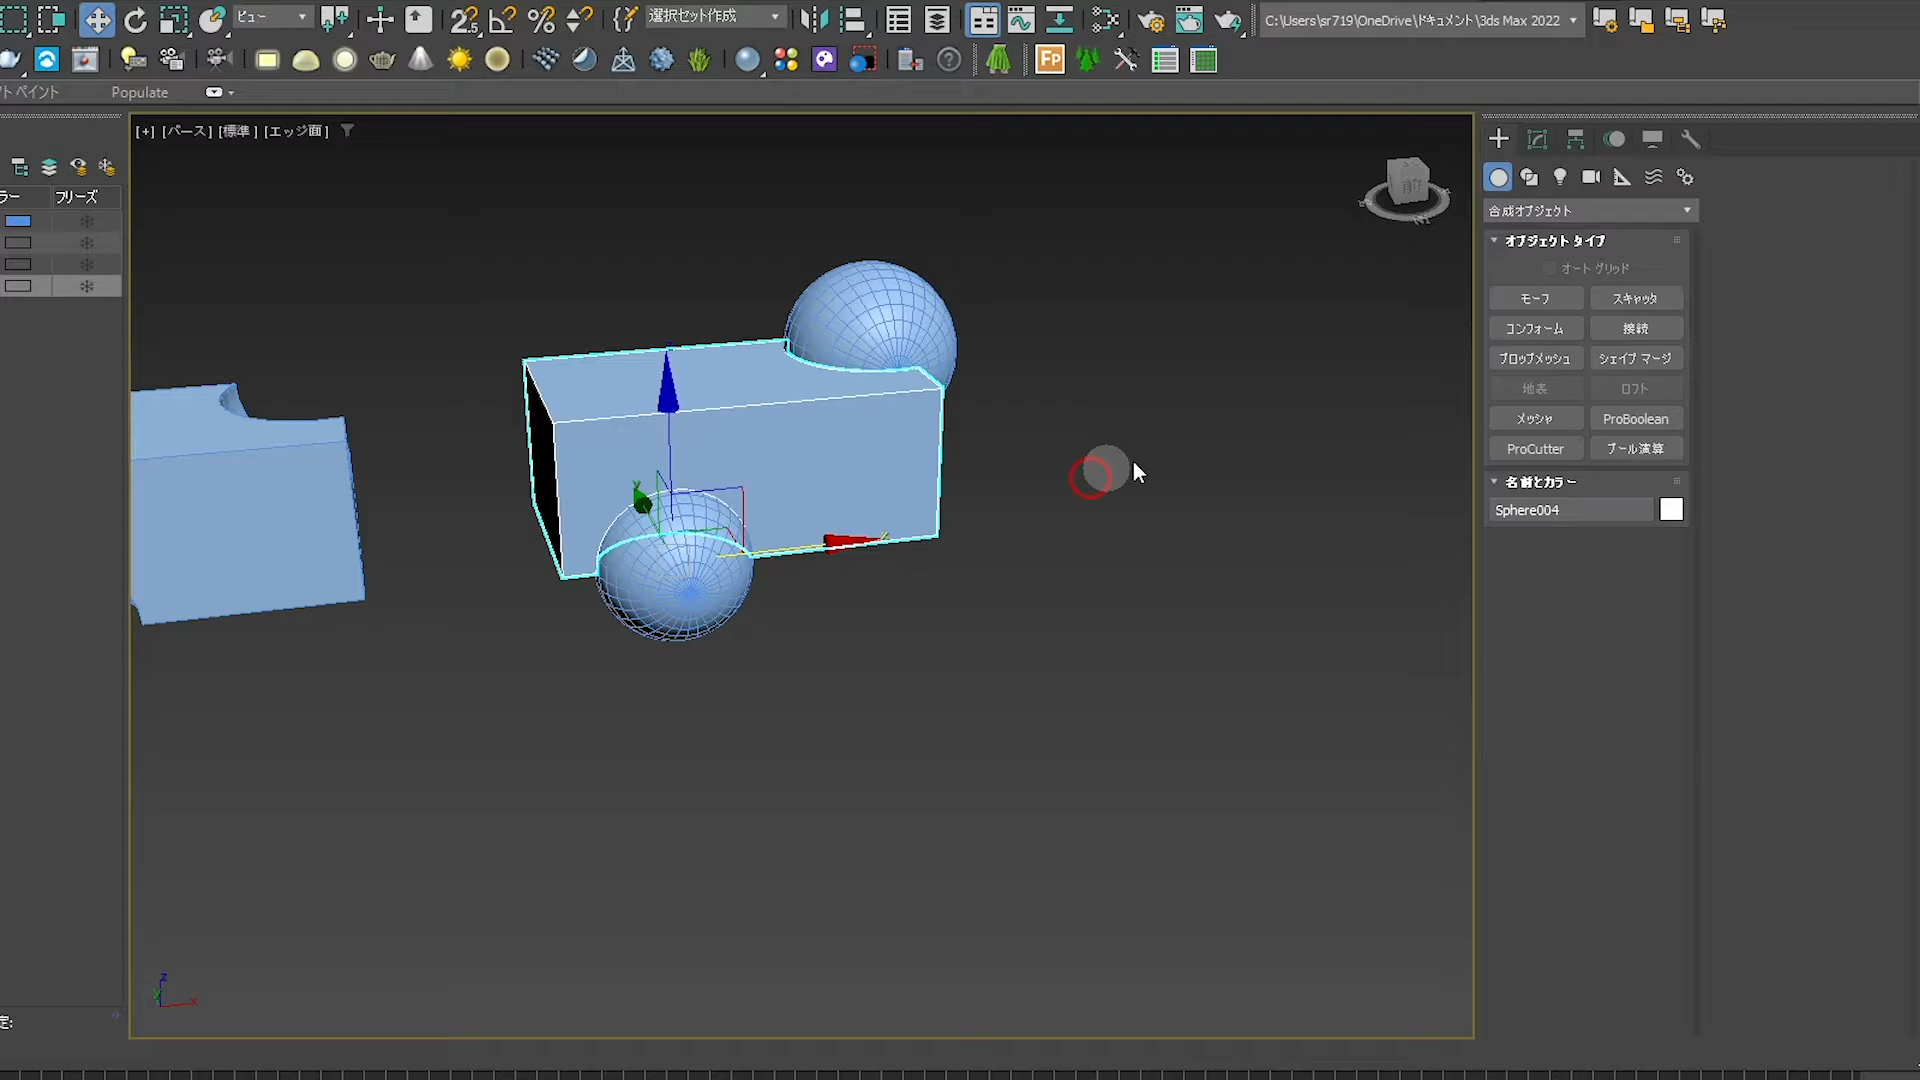 ビュー
選択セット作成
C:\Users\sr719\OneDrive\ドキュメント\3ds Max 2022
Fp
ト ペイント
Populate
[+] [パース] [標準] [エッジ面]
ラー
フリーズ
前
合成オブジェクト
オブジェクト タイプ
オート グリッド
モーフ
スキャッタ
コンフォーム
接続
ブロップメッシュ
シェイプ マージ
地表
ロフト
メッシャ
ProBoolean
ProCutter
ブール演算
名前とカラー
Sphere004
z
y
x
定: